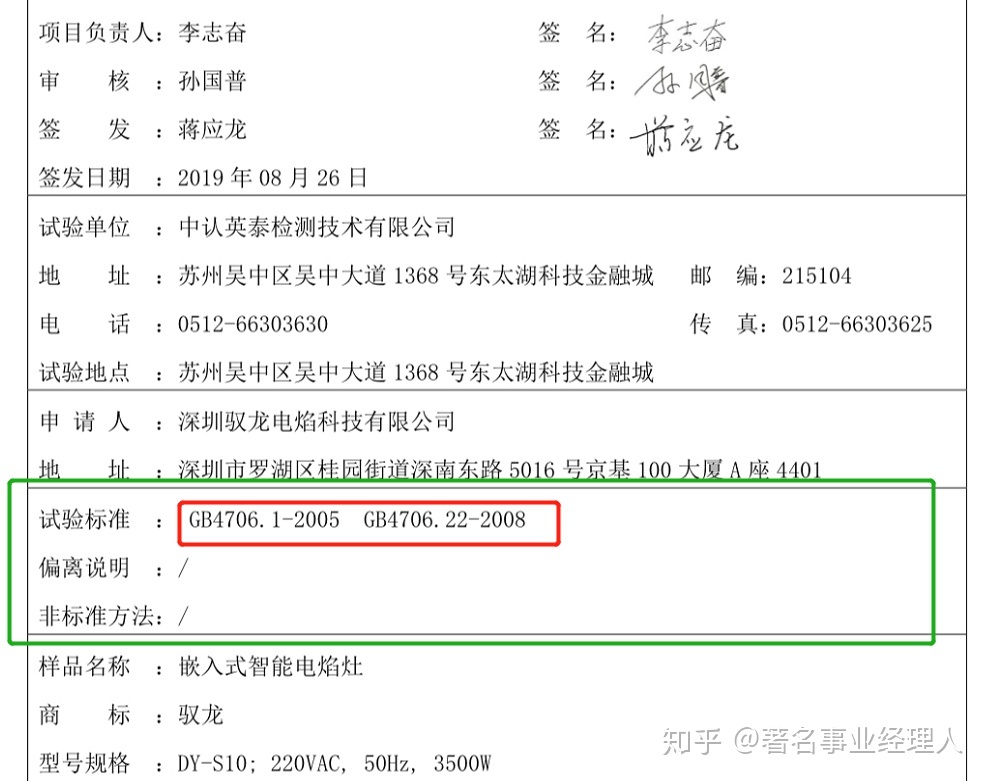 项目负责人：李志奋 签 名：李志奋
审 核 ：孙国普 签 名：
签 发 ：蒋应龙 签 名：蒋应龙
签发日期 ：2019 年 08 月 26 日
试验单位 ：中认英泰检测技术有限公司
地 址 ：苏州吴中区吴中大道 1368 号东太湖科技金融城 邮 编：215104
电 话 ：0512-66303630 传 真：0512-66303625
试验地点 ：苏州吴中区吴中大道 1368 号东太湖科技金融城
申 请 人 ：深圳驭龙电焰科技有限公司
地 址 ：深圳市罗湖区桂园街道深南东路 5016 号京基 100 大厦 A 座 4401
试验标准 ：GB4706.1-2005 GB4706.22-2008
偏离说明 ：/
非标准方法：/
样品名称 ：嵌入式智能电焰灶
商 标 ：驭龙
型号规格 ：DY-S10; 220VAC, 50Hz, 3500W
知乎 @著名事业经理人